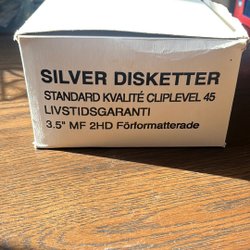 SILVER DISKETTER
STANDARD KVALITÉ CLIPLEVEL 45
LIVSTIDSGARANTI
3.5" MF 2HD Förformatterade